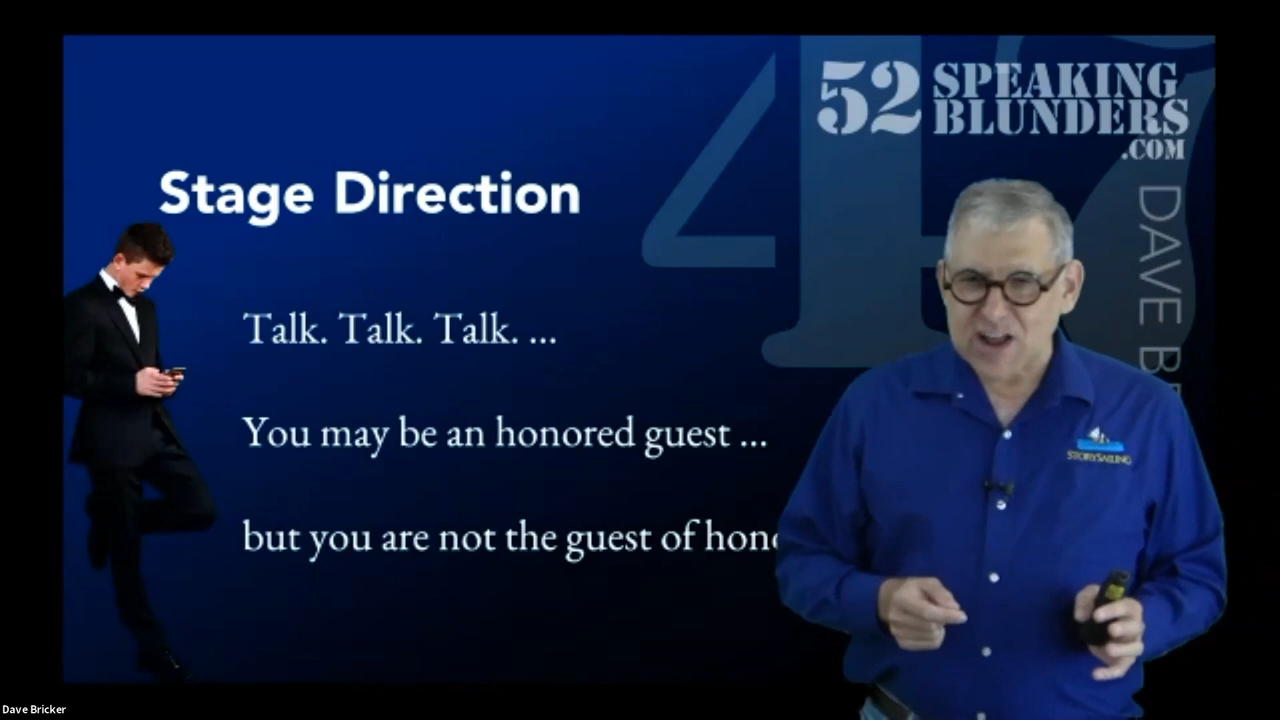 47
52 SPEAKING
BLUNDERS
.COM
DAVE
Stage Direction
Talk. Talk. Talk. ...
You may be an honored guest ...
but you are not the guest of
STORYSAILING
Dave Bricker